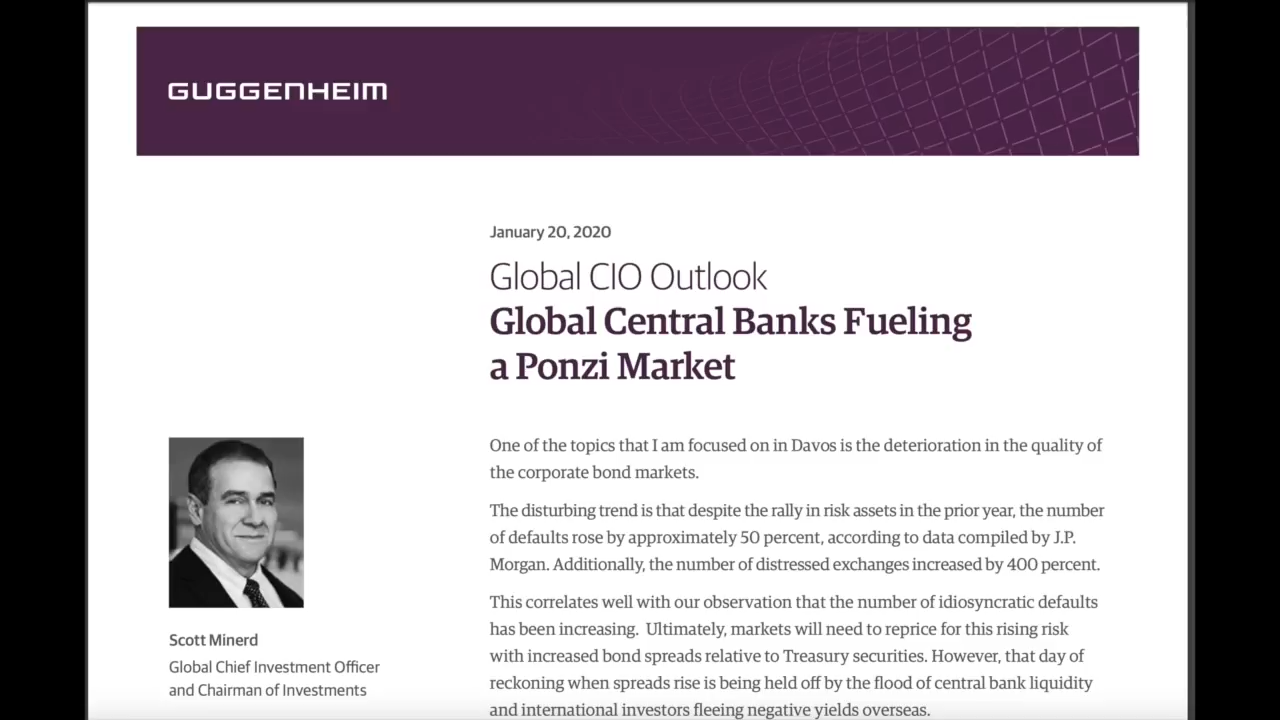 GUGGENHEIM
January 20, 2020
Global CIO Outlook
Global Central Banks Fueling
a Ponzi Market
One of the topics that I am focused on in Davos is the deterioration in the quality of
the corporate bond markets.
The disturbing trend is that despite the rally in risk assets in the prior year, the number
of defaults rose by approximately 50 percent, according to data compiled by J.P.
Morgan. Additionally, the number of distressed exchanges increased by 400 percent.
This correlates well with our observation that the number of idiosyncratic defaults
has been increasing.  Ultimately, markets will need to reprice for this rising risk
with increased bond spreads relative to Treasury securities. However, that day of
reckoning when spreads rise is being held off by the flood of central bank liquidity
and international investors fleeing negative yields overseas.
Scott Minerd
Global Chief Investment Officer
and Chairman of Investments